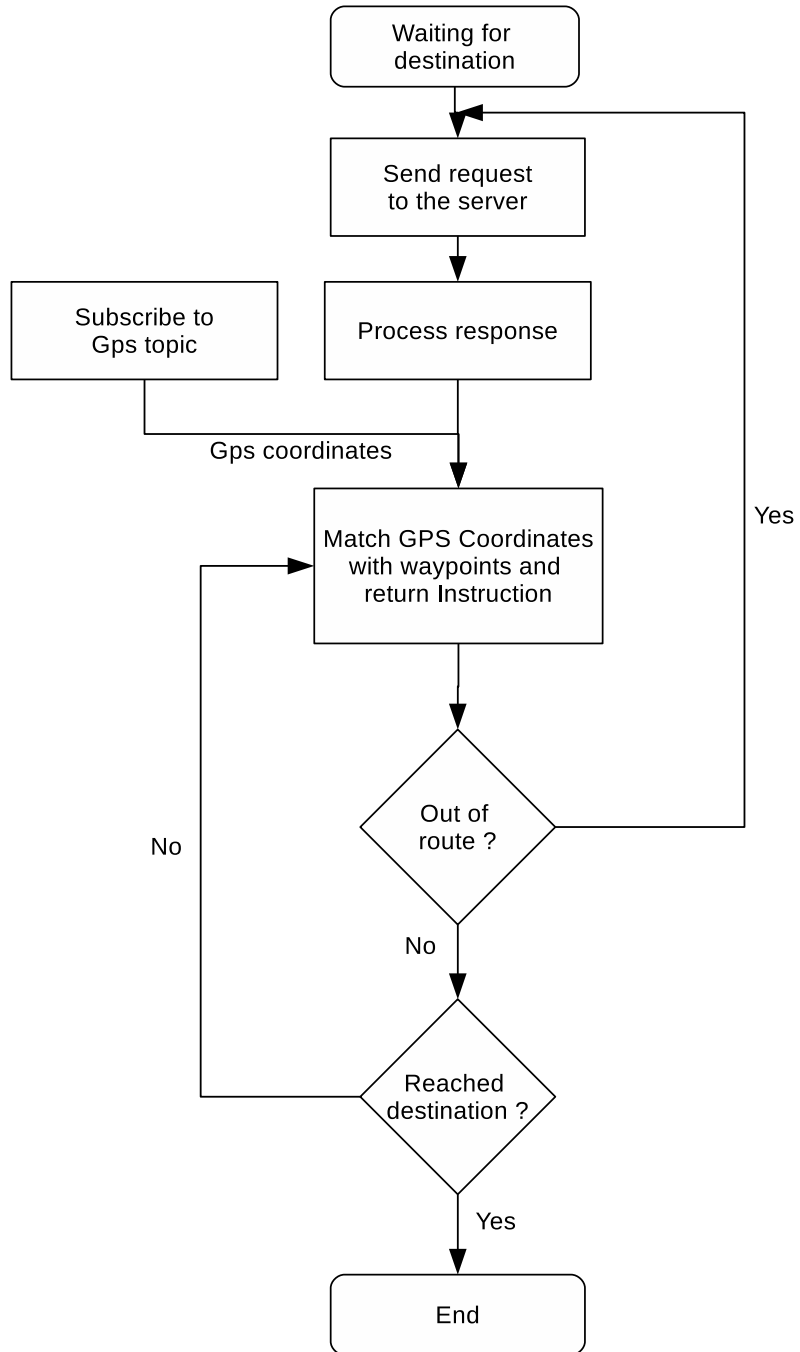 Waiting for
destination
Send request
to the server
Subscribe to
Gps topic
Process response
Gps coordinates
Match GPS Coordinates
with waypoints and
return Instruction
Yes
Out of
route ?
No
No
Reached
destination ?
Yes
End